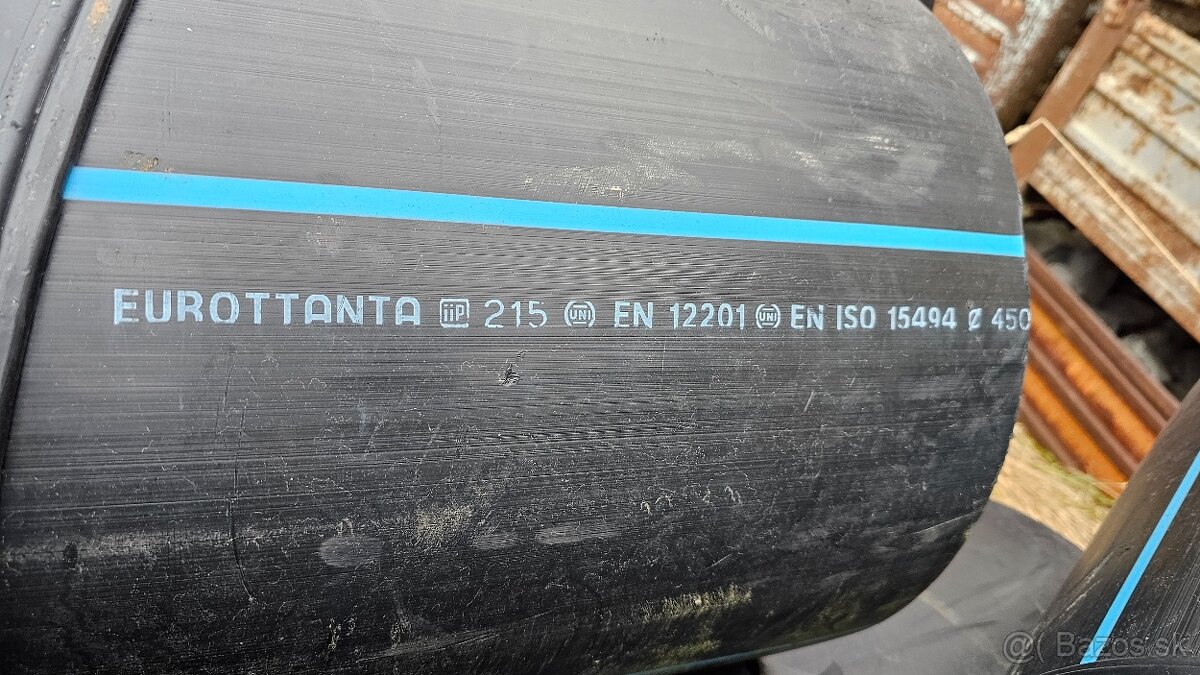 EUROTTANTA iiP 215 UNI EN 12201 UNI EN ISO 15494 ø 450
@ Bazos.sk